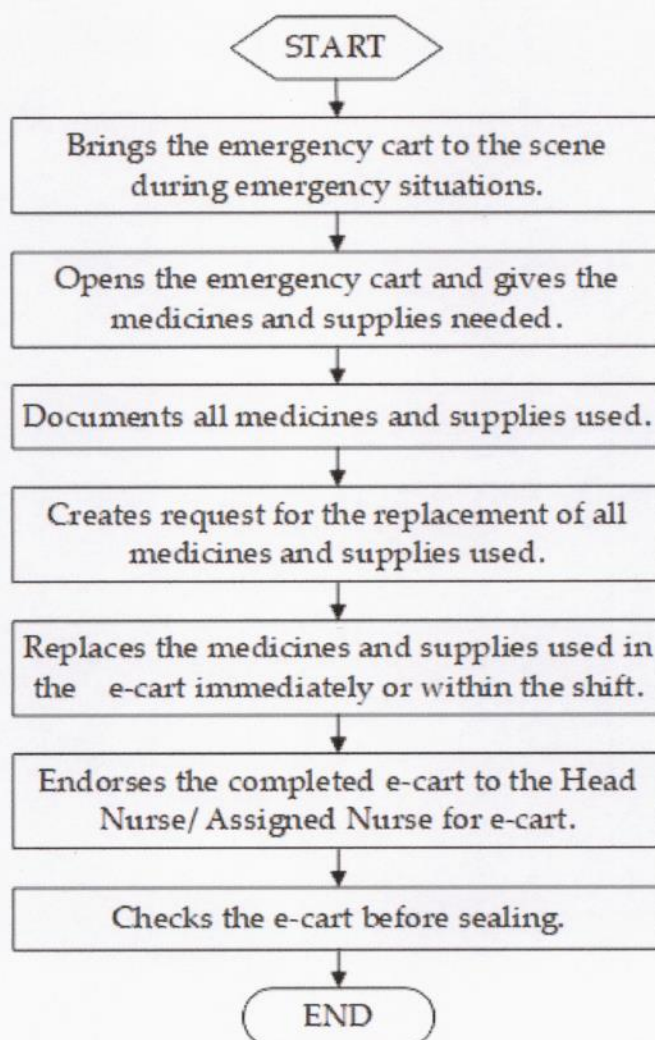 START
Brings the emergency cart to the scene
during emergency situations.
Opens the emergency cart and gives the
medicines and supplies needed.
Documents all medicines and supplies used.
Creates request for the replacement of all
medicines and supplies used.
Replaces the medicines and supplies used in
the e-cart immediately or within the shift.
Endorses the completed e-cart to the Head
Nurse/ Assigned Nurse for e-cart.
Checks the e-cart before sealing.
END